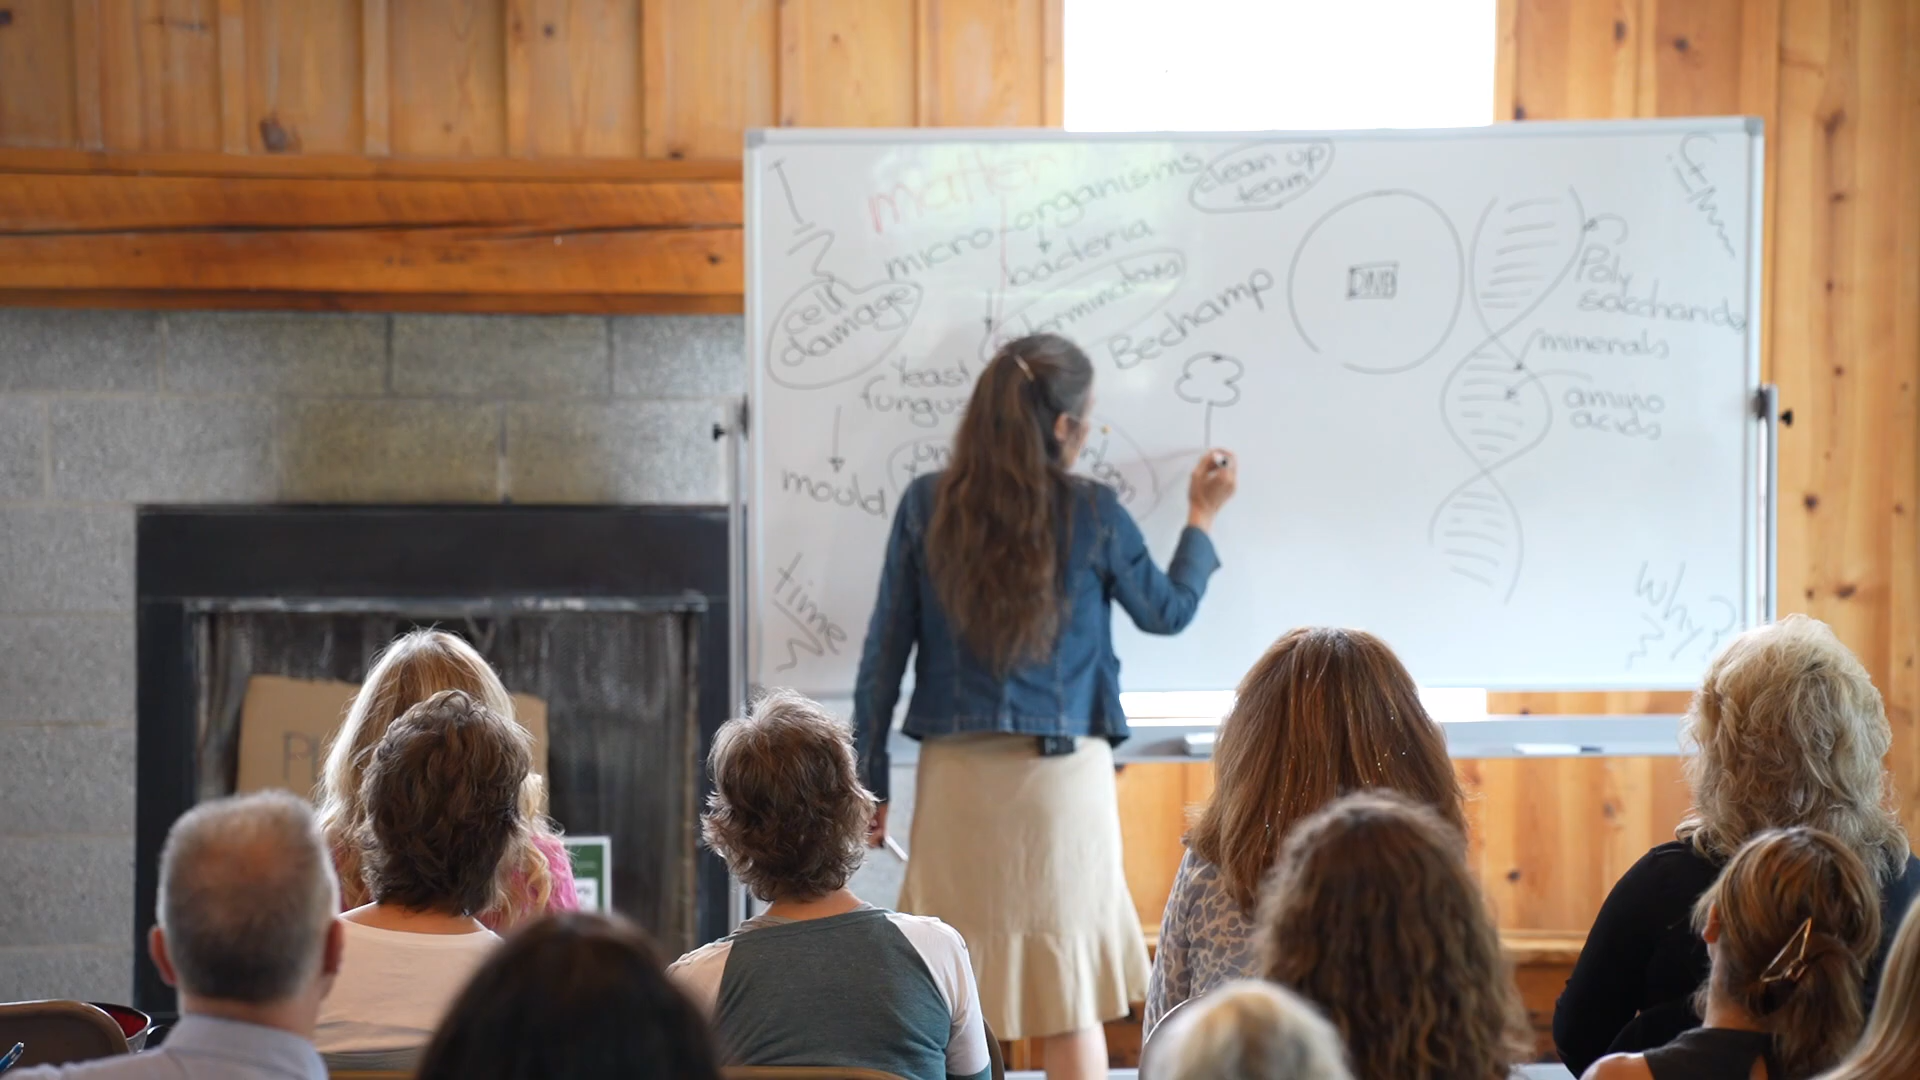 matter
micro-organisms
clean up
team
bacteria
cell
damage
Bechamp
DNA
Poly
minerals
Yeast
fungus
amino
acids
mould
time
Why?